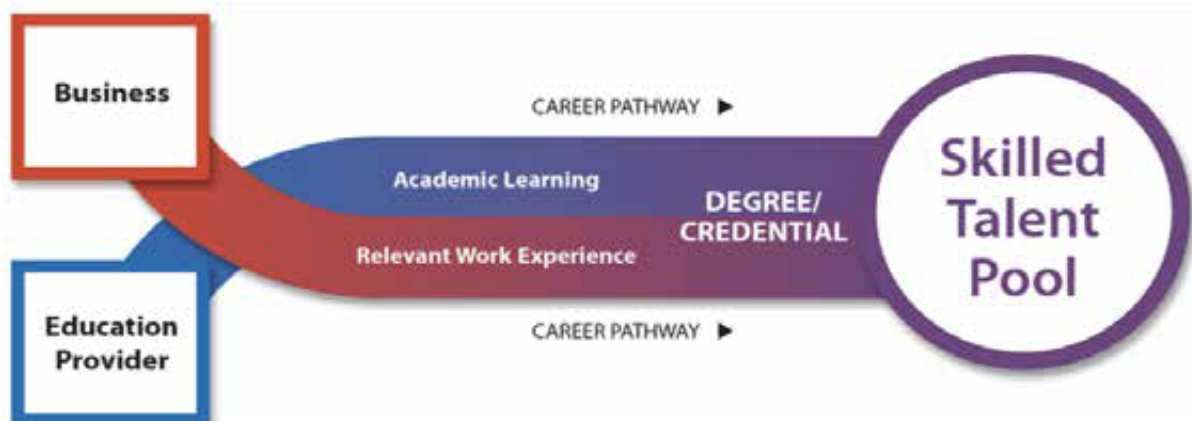 Business
CAREER PATHWAY ►
Academic Learning
DEGREE/
CREDENTIAL
Relevant Work Experience
Skilled
Talent
Pool
Education
Provider
CAREER PATHWAY ►